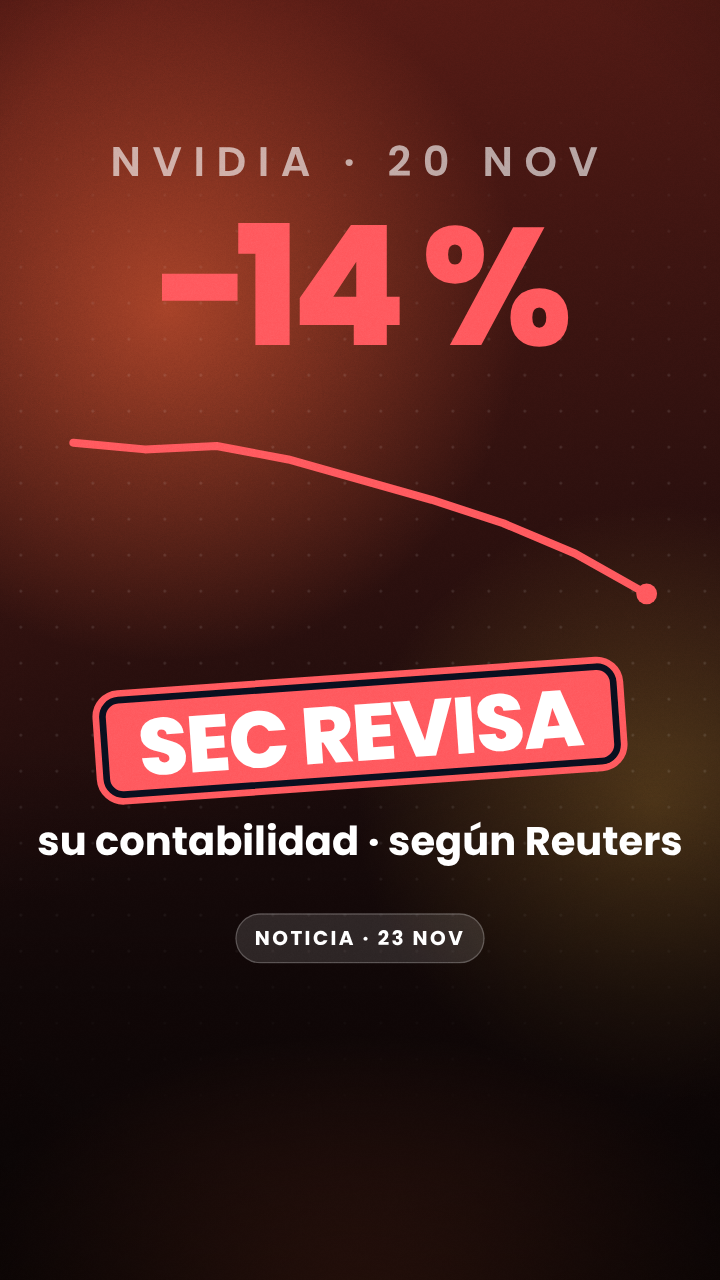 NVIDIA · 20 NOV
-14 %
SEC REVISA
su contabilidad · según Reuters
NOTICIA · 23 NOV